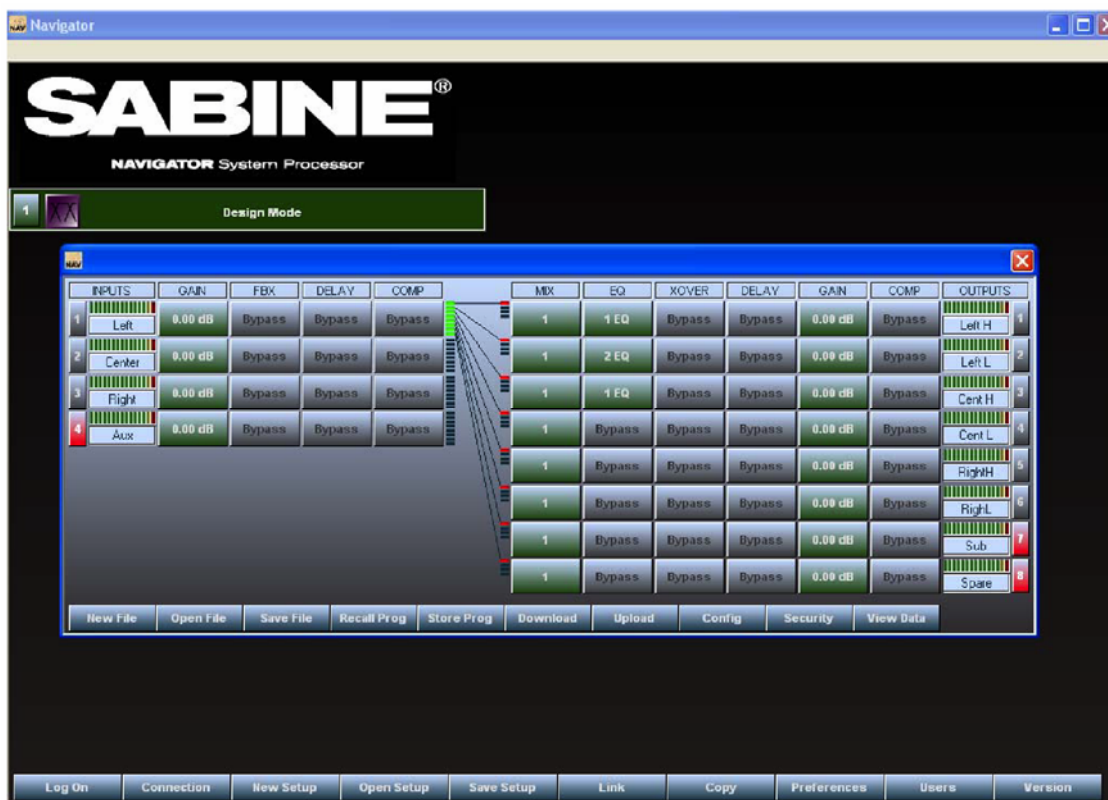 NAV Navigator
SABINE®
NAVIGATOR System Processor
1 Design Mode
NAV
INPUTS GAIN FBX DELAY COMP MIX EQ XOVER DELAY GAIN COMP OUTPUTS
1 Left 0.00 dB Bypass Bypass Bypass 1 1 EQ Bypass Bypass 0.00 dB Bypass Left H 1
2 Center 0.00 dB Bypass Bypass Bypass 1 2 EQ Bypass Bypass 0.00 dB Bypass Left L 2
3 Right 0.00 dB Bypass Bypass Bypass 1 1 EQ Bypass Bypass 0.00 dB Bypass Cent H 3
4 Aux 0.00 dB Bypass Bypass Bypass 1 Bypass Bypass Bypass 0.00 dB Bypass Cent L 4
1 Bypass Bypass Bypass 0.00 dB Bypass RightH 5
1 Bypass Bypass Bypass 0.00 dB Bypass RighL 6
1 Bypass Bypass Bypass 0.00 dB Bypass Sub 7
1 Bypass Bypass Bypass 0.00 dB Bypass Spare 8
New File Open File Save File Recall Prog Store Prog Download Upload Config Security View Data
Log On Connection New Setup Open Setup Save Setup Link Copy Preferences Users Version